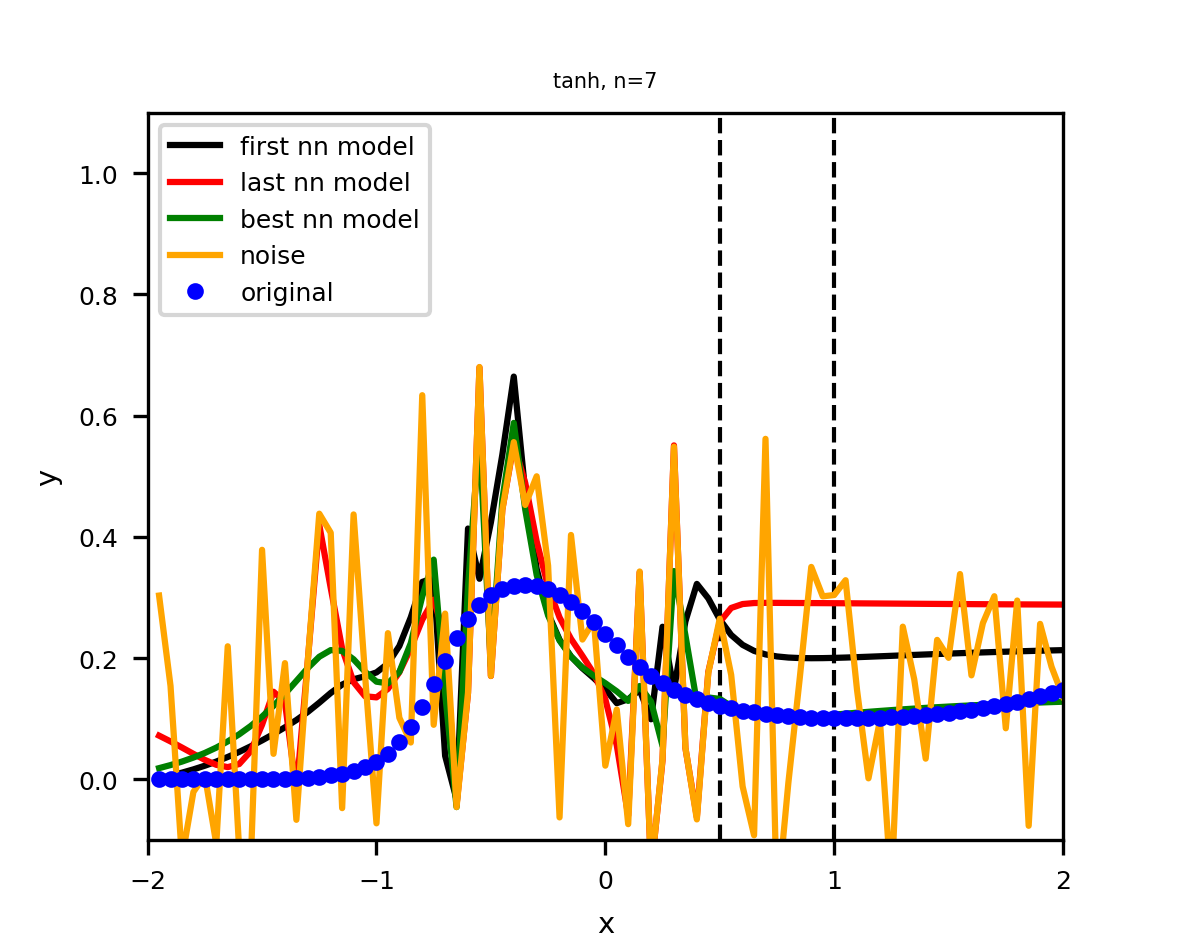 tanh, n=7
first nn model
last nn model
best nn model
noise
original
1.0
0.8
0.6
0.4
0.2
0.0
y
−2
−1
0
1
2
x